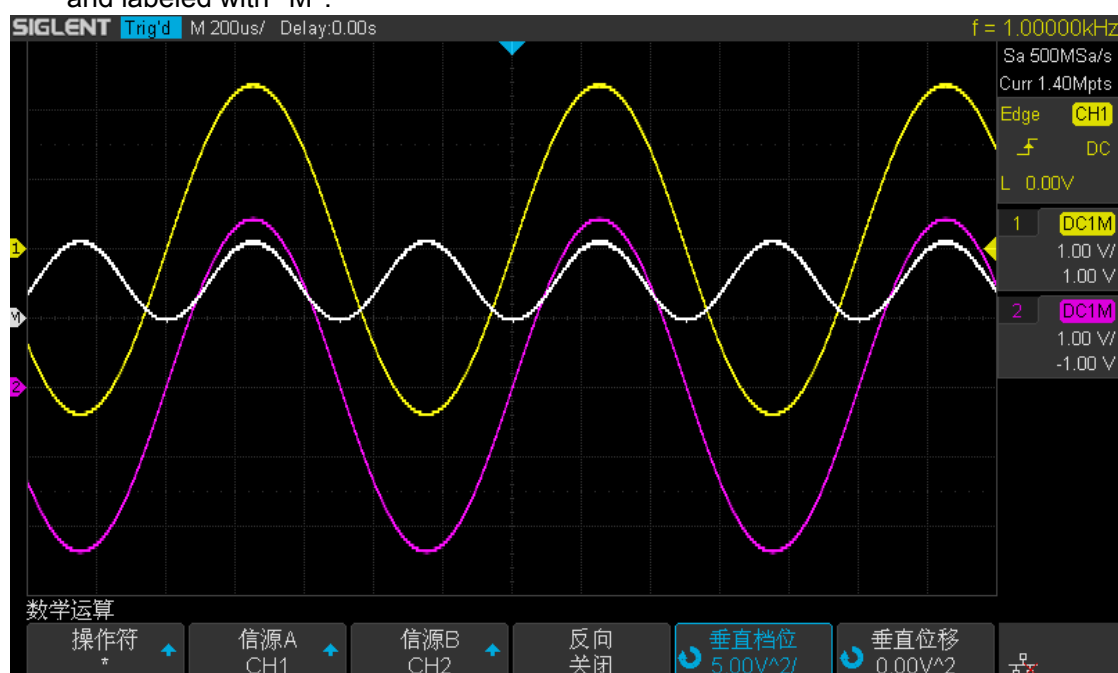 and labeled with "M".
SIGLENT Trig'd M 200us/ Delay:0.00s f = 1.00000kHz
Sa 500MSa/s
Curr 1.40Mpts
Edge CH1
DC
L 0.00V
1 DC1M
1.00 V/
1.00 V
2 DC1M
1.00 V/
-1.00 V
1
M
2
数学运算
操作符 信源A 信源B 反向 垂直档位 垂直位移
* CH1 CH2 关闭 5.00V^2/ 0.00V^2